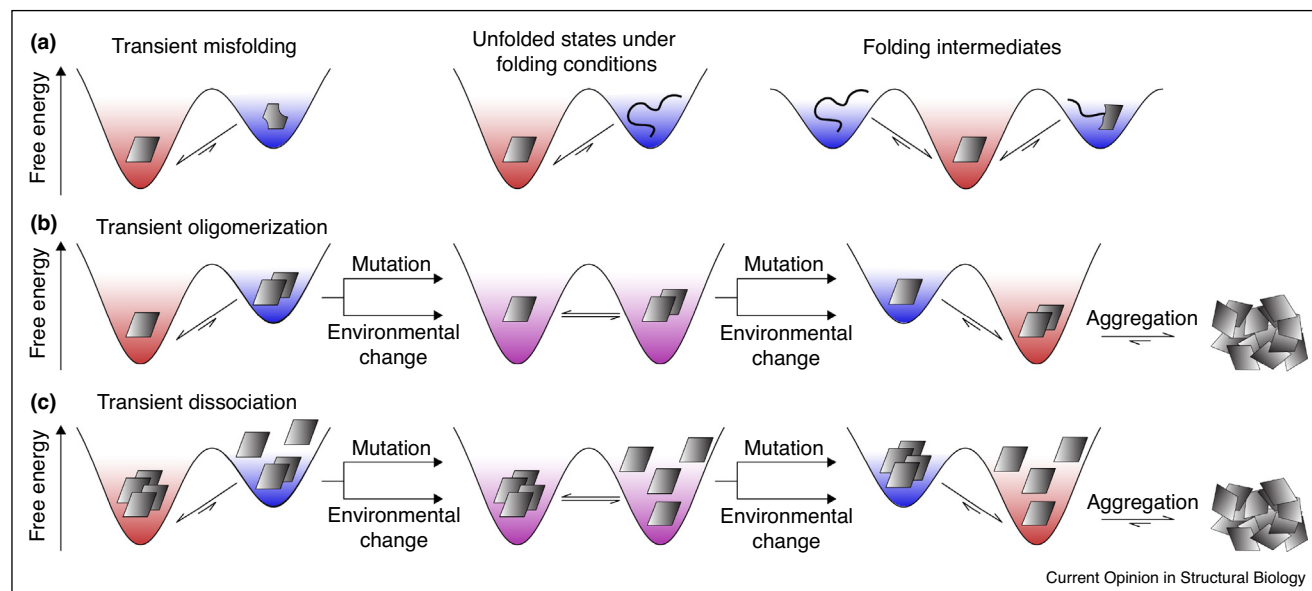 (a)
Transient misfolding
Unfolded states under
folding conditions
Folding intermediates
Free energy
(b)
Transient oligomerization
Free energy
Mutation
Environmental
change
Mutation
Environmental
change
Aggregation
(c)
Transient dissociation
Free energy
Mutation
Environmental
change
Mutation
Environmental
change
Aggregation
Current Opinion in Structural Biology